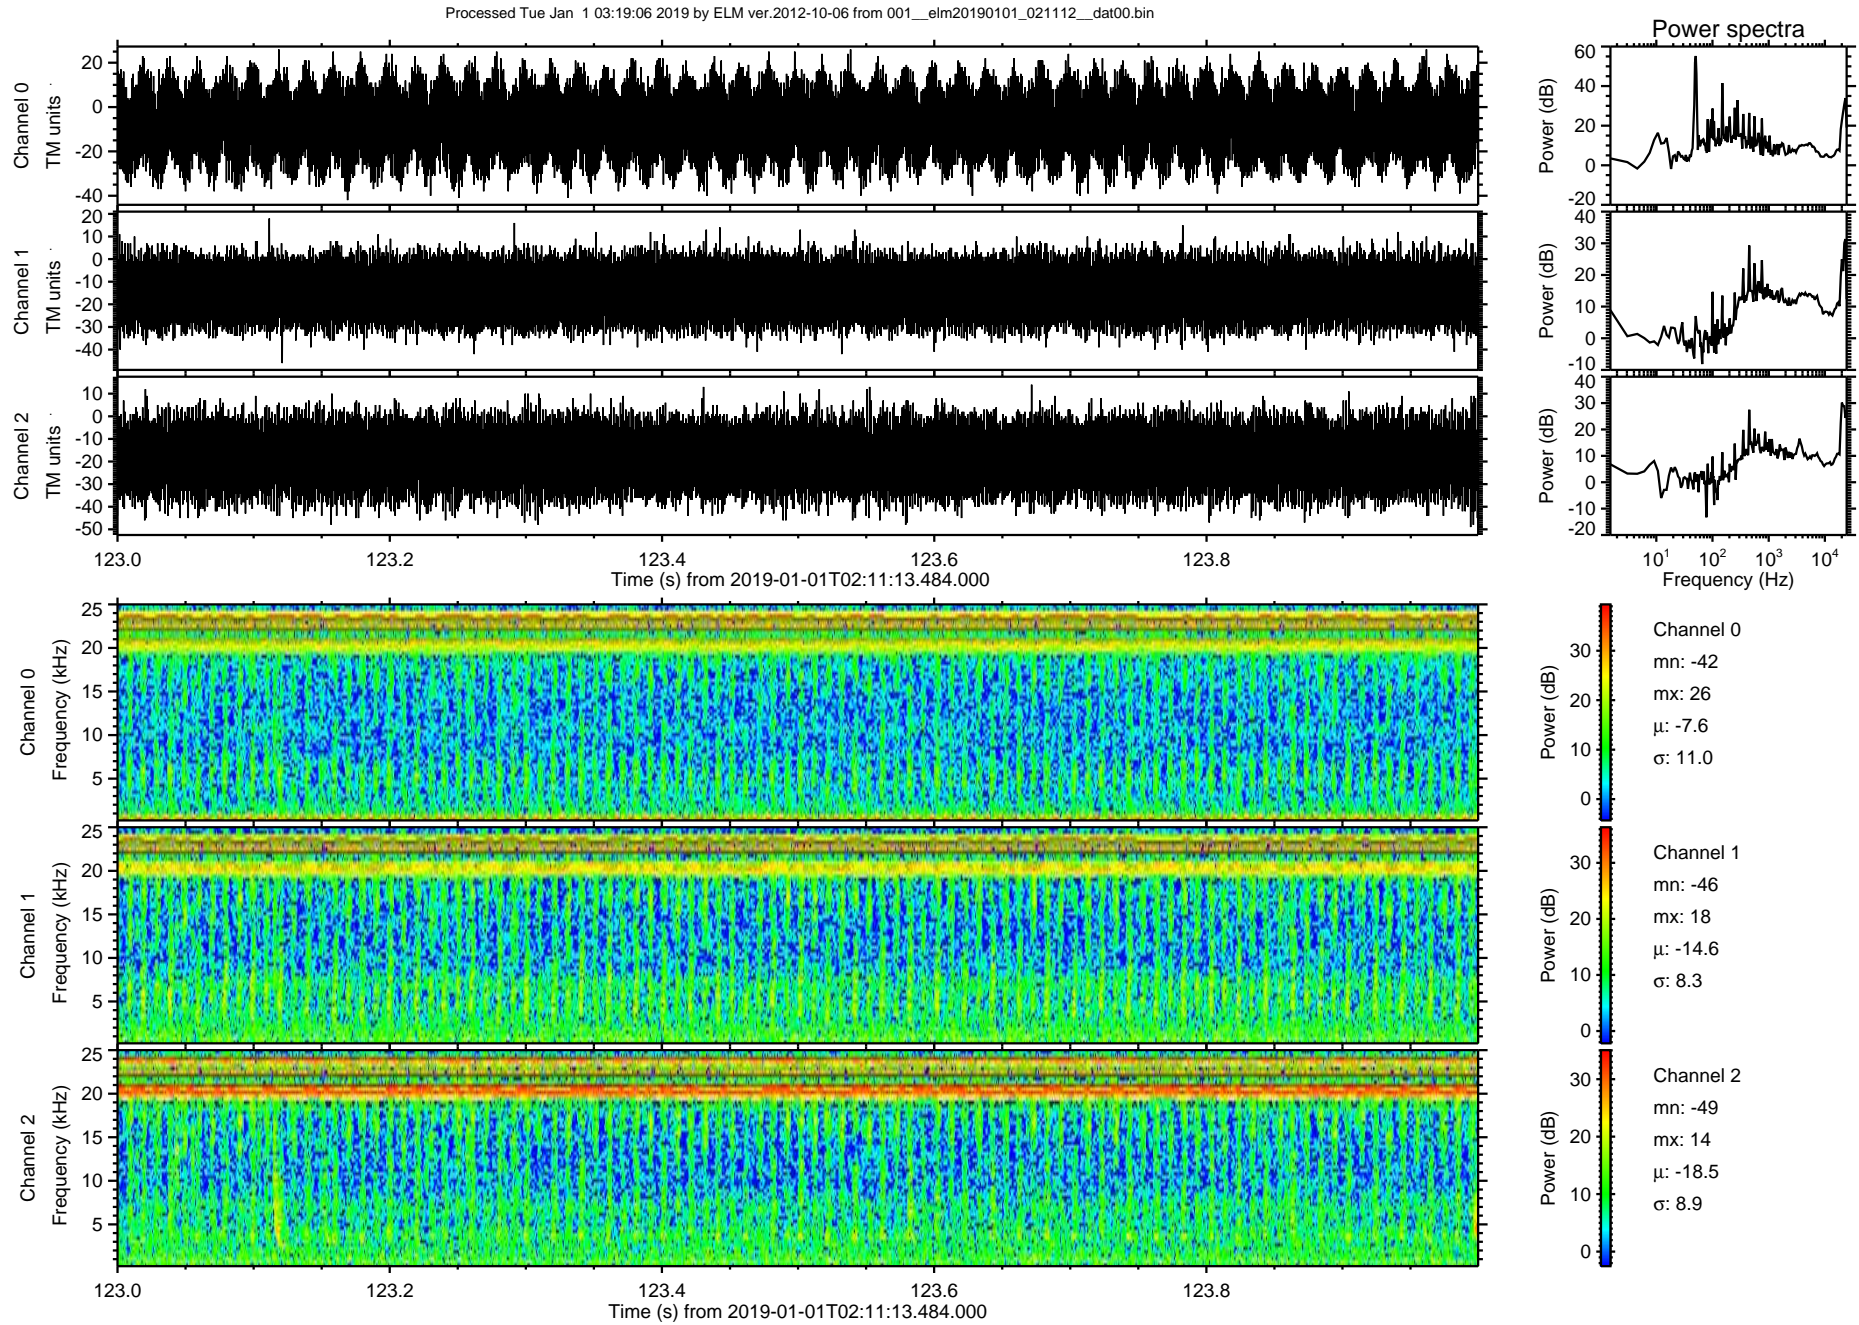 Processed Tue Jan  1 03:19:06 2019 by ELM ver.2012-10-06 from 001__elm20190101_021112__dat00.bin
Power spectra
Channel 0
TM units
20
0
-20
-40
Power (dB)
60
40
20
0
-20
Channel 1
TM units
20
10
0
-10
-20
-30
-40
Power (dB)
40
30
20
10
0
-10
Channel 2
TM units
10
0
-10
-20
-30
-40
-50
Power (dB)
40
30
20
10
0
-10
-20
123.0 123.2 123.4 123.6 123.8
Time (s) from 2019-01-01T02:11:13.484.000
10¹ 10² 10³ 10⁴
Frequency (Hz)
Channel 0
Frequency (kHz)
25
20
15
10
5
Power (dB)
30
20
10
0
Channel 0
mn: -42
mx: 26
μ: -7.6
σ: 11.0
Channel 1
Frequency (kHz)
25
20
15
10
5
Power (dB)
30
20
10
0
Channel 1
mn: -46
mx: 18
μ: -14.6
σ: 8.3
Channel 2
Frequency (kHz)
25
20
15
10
5
Power (dB)
30
20
10
0
Channel 2
mn: -49
mx: 14
μ: -18.5
σ: 8.9
123.0 123.2 123.4 123.6 123.8
Time (s) from 2019-01-01T02:11:13.484.000